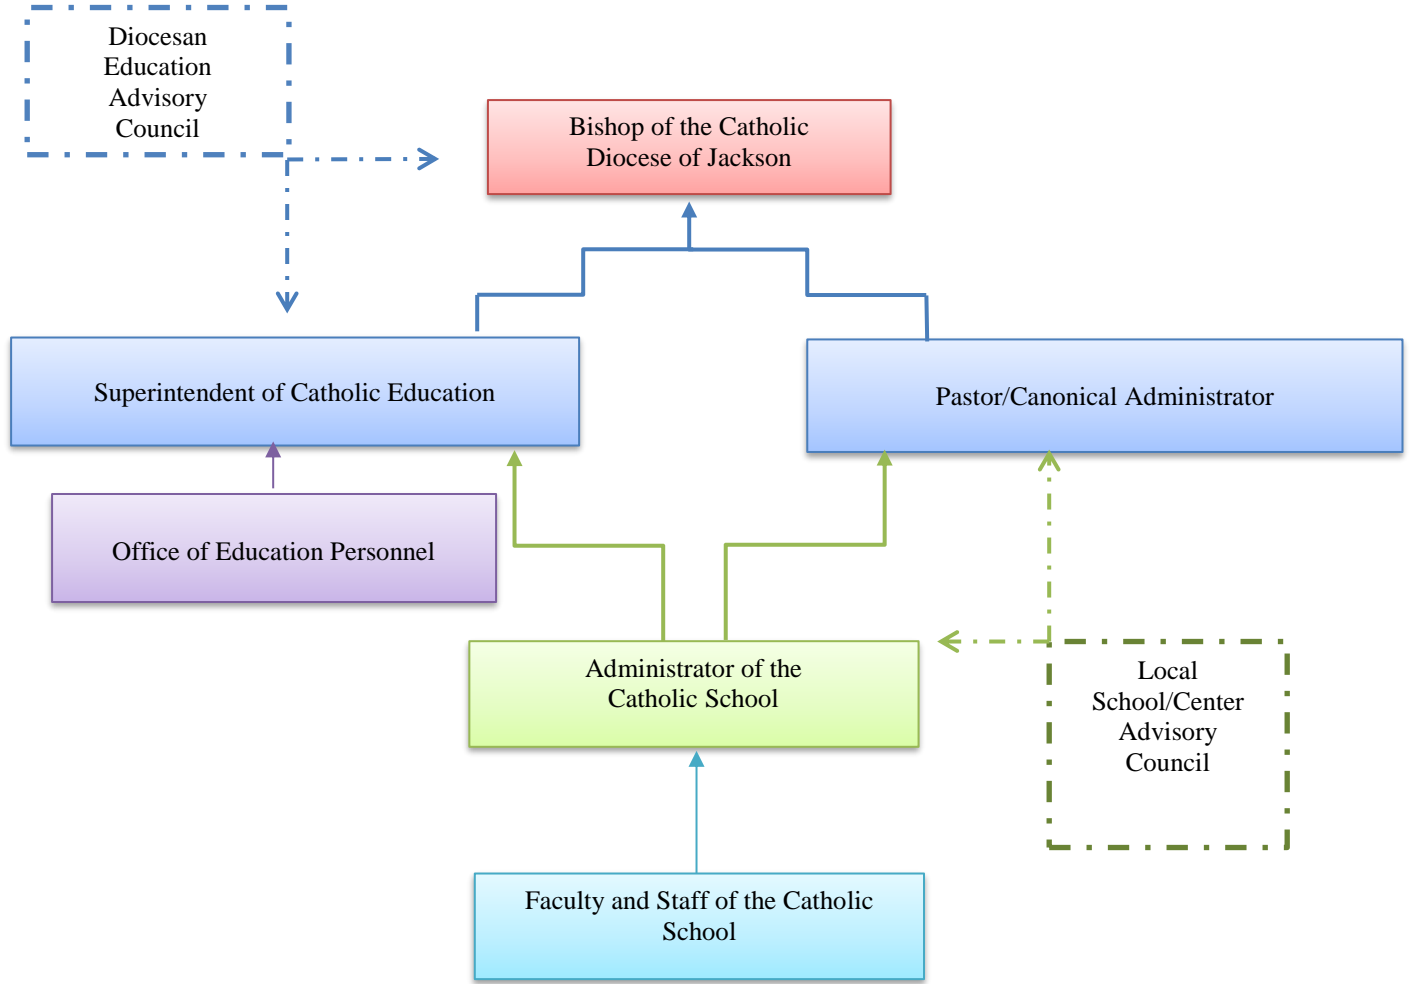 Diocesan
Education
Advisory
Council
Bishop of the Catholic
Diocese of Jackson
Superintendent of Catholic Education
Pastor/Canonical Administrator
Office of Education Personnel
Administrator of the
Catholic School
Local
School/Center
Advisory
Council
Faculty and Staff of the Catholic
School